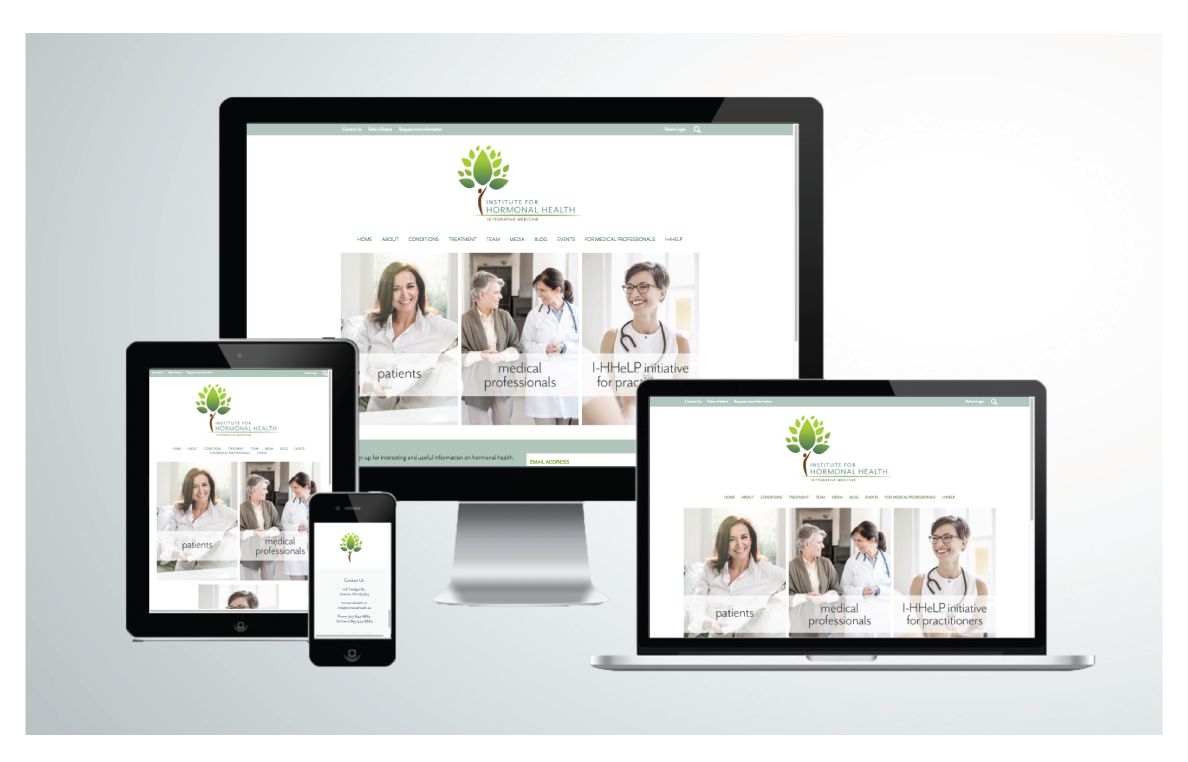 Contact Us Refer a Patient Request more information Patient Login
INSTITUTE FOR
HORMONAL HEALTH
INTEGRATIVE MEDICINE
HOME ABOUT CONDITIONS TREATMENT TEAM MEDIA BLOG EVENTS FOR MEDICAL PROFESSIONALS I-HHELP
patients
medical
professionals
I-HHeLP initiative
for
up for interesting and useful information on hormonal health.
EMAIL ADDRESS
INSTITUTE FOR
HORMONAL HEALTH
INTEGRATIVE MEDICINE
HOME ABOUT CONDITIONS TREATMENT TEAM MEDIA BLOG EVENTS
FOR MEDICAL PROFESSIONALS I-HHELP
patients
medical
professionals
Contact Us
Contact Us Refer a Patient Request more information Patient Login
INSTITUTE FOR
HORMONAL HEALTH
INTEGRATIVE MEDICINE
HOME ABOUT CONDITIONS TREATMENT TEAM MEDIA BLOG EVENTS FOR MEDICAL PROFESSIONALS I-HHELP
patients
medical
professionals
I-HHeLP initiative
for practitioners